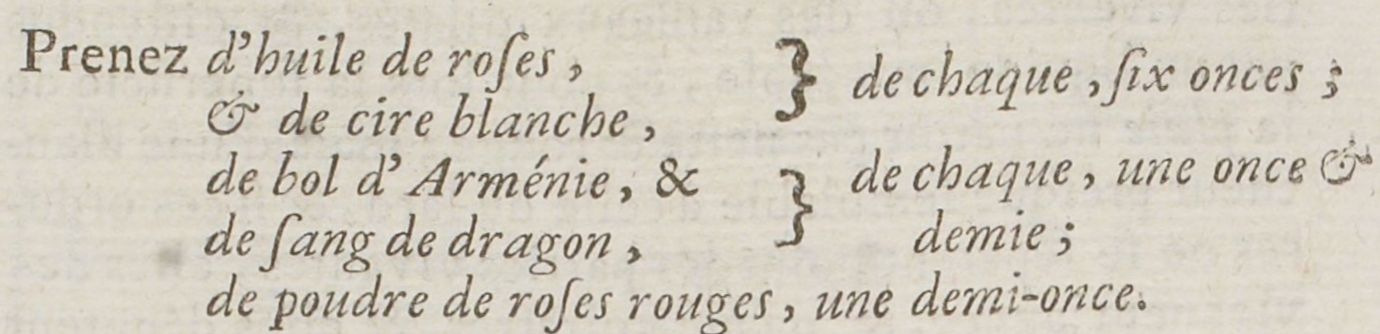 Prenez d'huile de roſes, } de chaque, ſix onces;
& de cire blanche,
de bol d'Arménie, & } de chaque, une once &
de ſang de dragon, demie;
de poudre de roſes rouges, une demi-once.